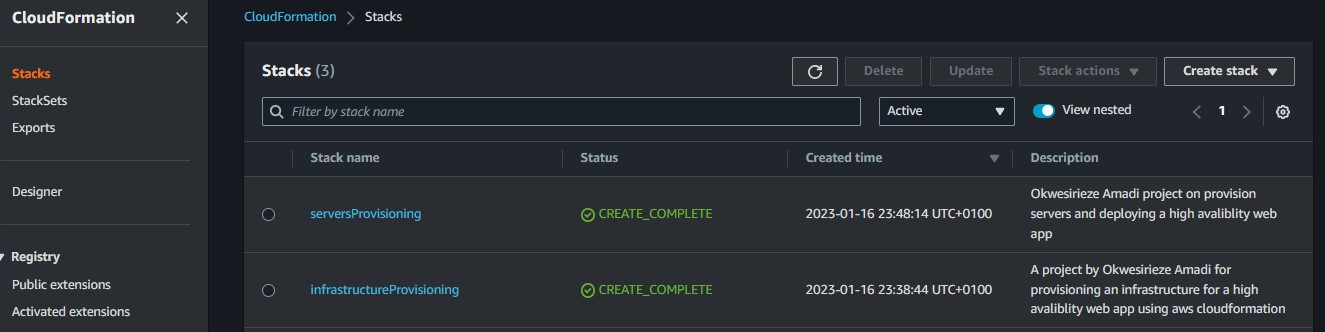 CloudFormation
CloudFormation > Stacks
Stacks
StackSets
Exports
Designer
Registry
Public extensions
Activated extensions
Stacks (3)
Delete
Update
Stack actions
Create stack
Filter by stack name
Active
View nested
1
Stack name
Status
Created time
Description
serversProvisioning
CREATE_COMPLETE
2023-01-16 23:48:14 UTC+0100
Okwesirieze Amadi project on provision
servers and deploying a high avaliblity web
app
infrastructureProvisioning
CREATE_COMPLETE
2023-01-16 23:38:44 UTC+0100
A project by Okwesirieze Amadi for
provisioning an infrastructure for a high
avaliblity web app using aws cloudformation